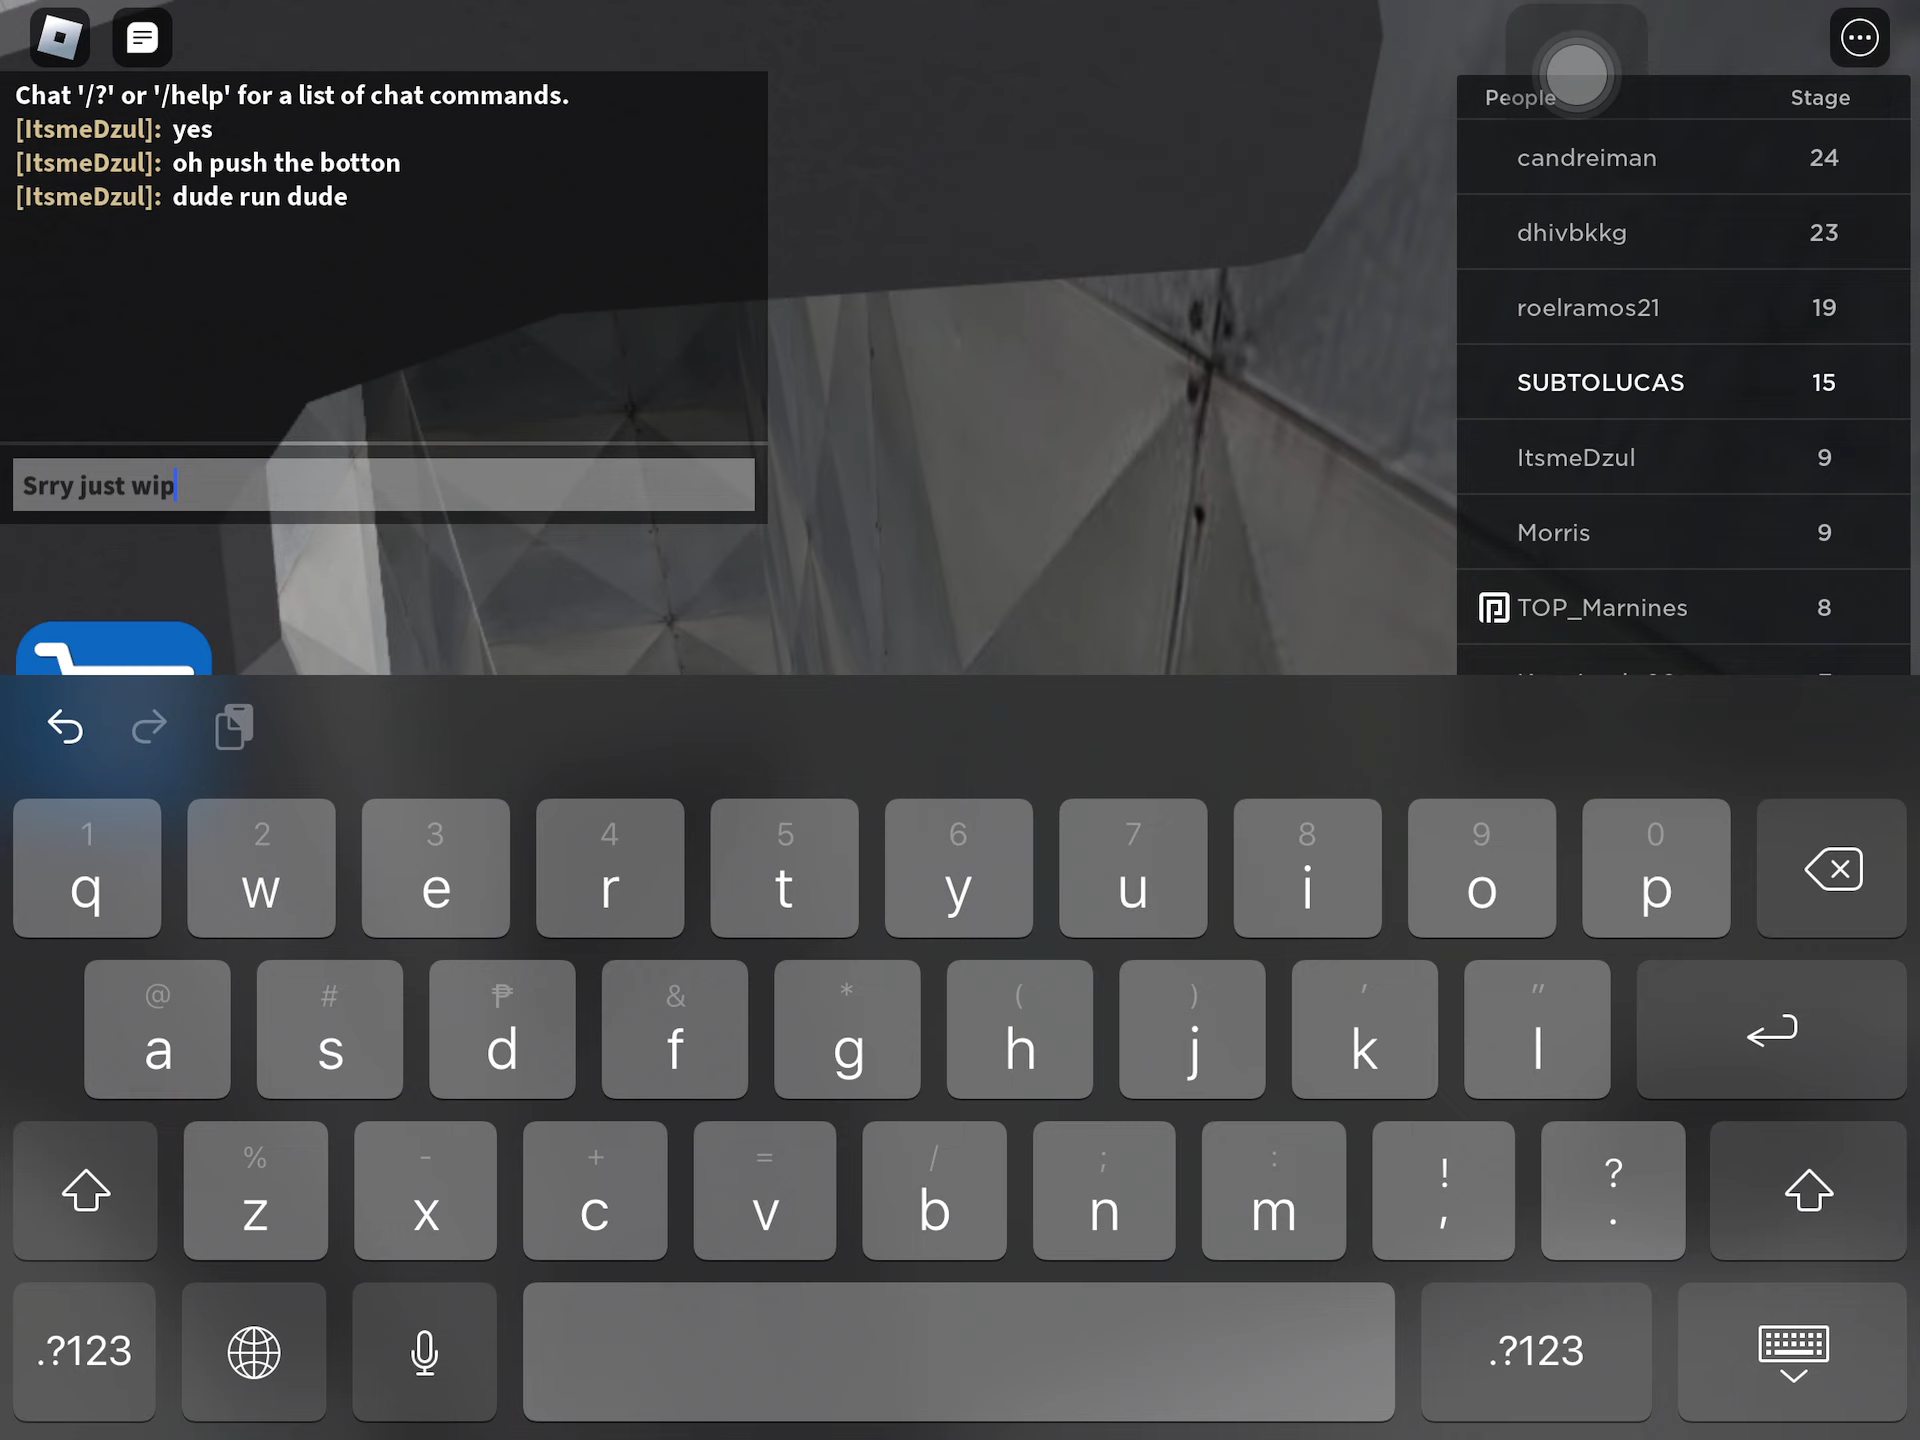 Chat '/?' or '/help' for a list of chat commands.
[ItsmeDzul]: yes
[ItsmeDzul]: oh push the botton
[ItsmeDzul]: dude run dude
Srry just wip
People Stage
candreiman 24
dhivbkkg 23
roelramos21 19
SUBTOLUCAS 15
ItsmeDzul 9
Morris 9
TOP_Marnines 8
1 2 3 4 5 6 7 8 9 0
q w e r t y u i o p
@ # ₱ & * ( ) ' "
a s d f g h j k l
% - + = / ; : ! ?
z x c v b n m , .
.?123 .?123